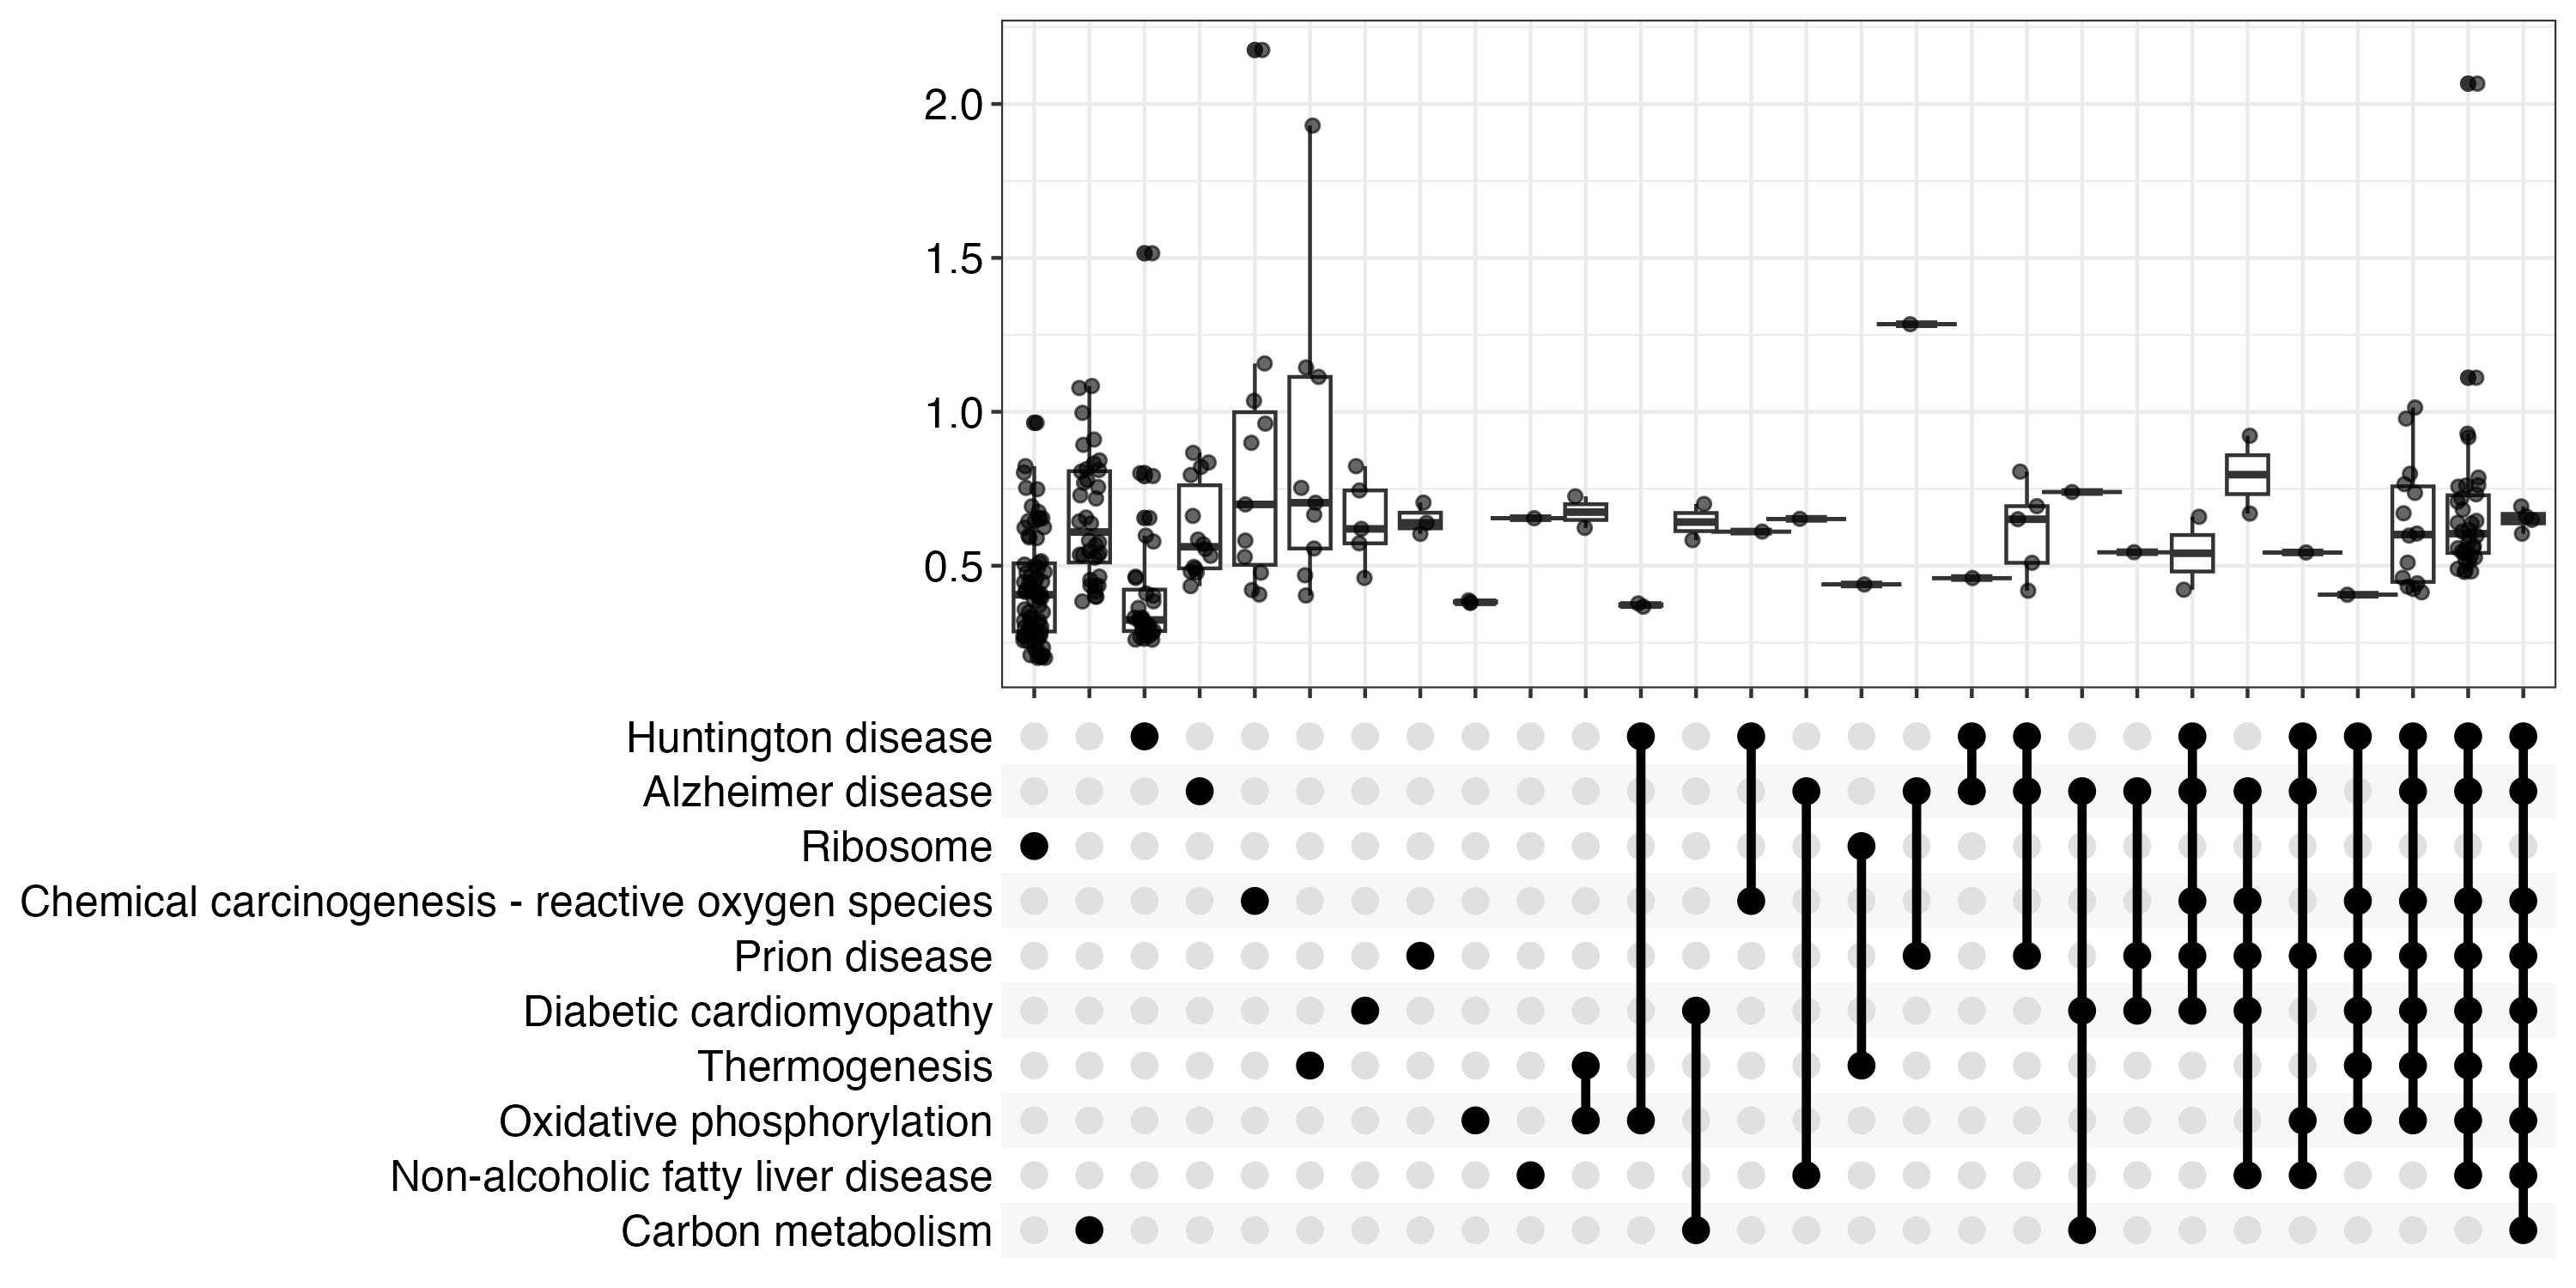 2.0
1.5
1.0
0.5
Huntington disease
Alzheimer disease
Ribosome
Chemical carcinogenesis - reactive oxygen species
Prion disease
Diabetic cardiomyopathy
Thermogenesis
Oxidative phosphorylation
Non-alcoholic fatty liver disease
Carbon metabolism